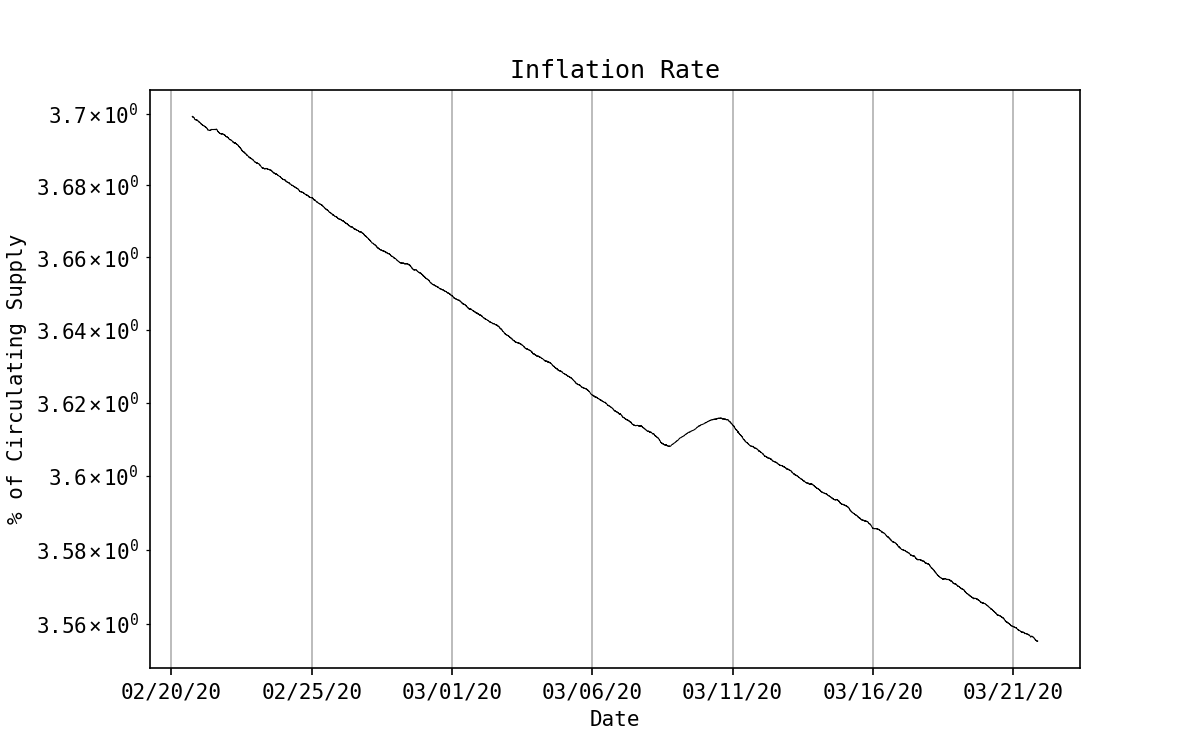 Inflation Rate
% of Circulating Supply
3.7×10⁰
3.68×10⁰
3.66×10⁰
3.64×10⁰
3.62×10⁰
3.6×10⁰
3.58×10⁰
3.56×10⁰
02/20/20 02/25/20 03/01/20 03/06/20 03/11/20 03/16/20 03/21/20
Date